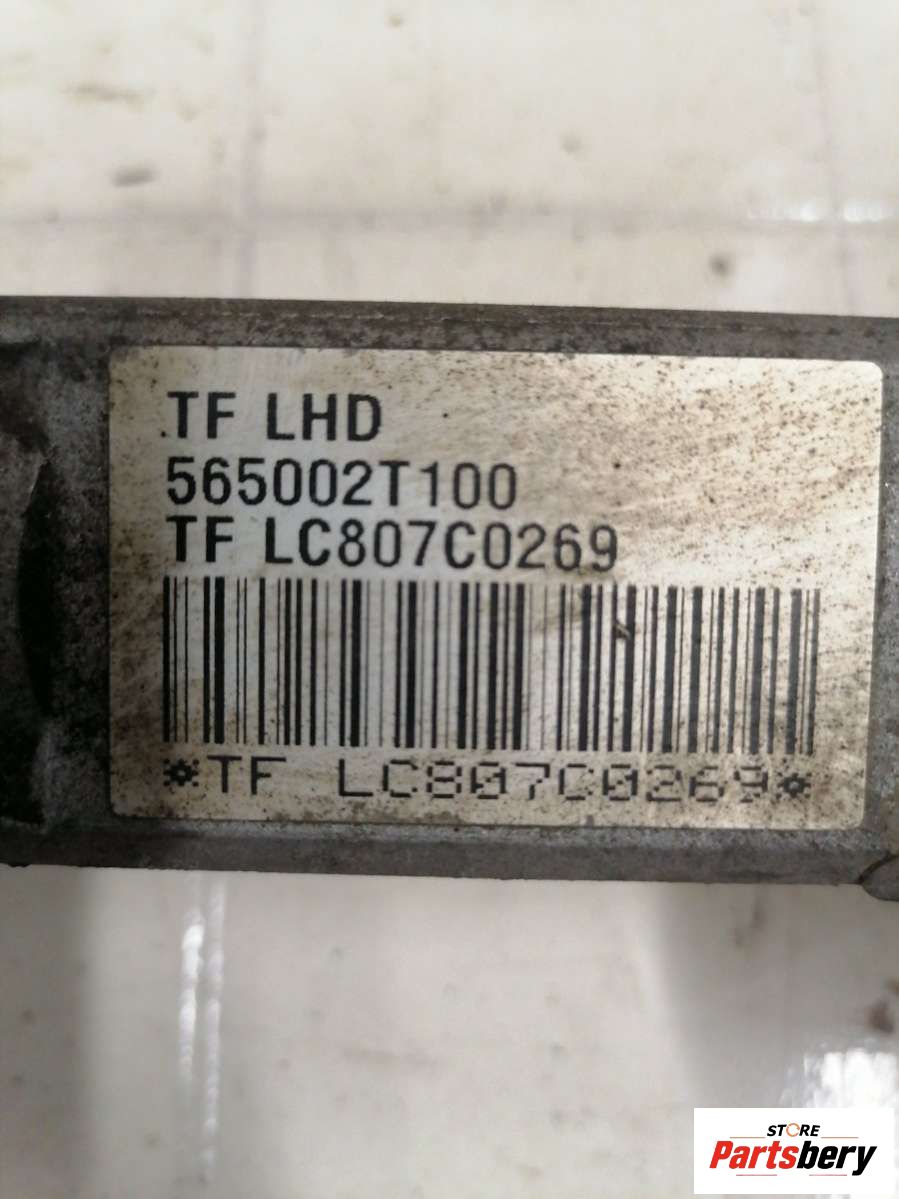 TF LHD
565002T100
TF LC807C0269
*TF LC807C0269*
STORE
Partsbery